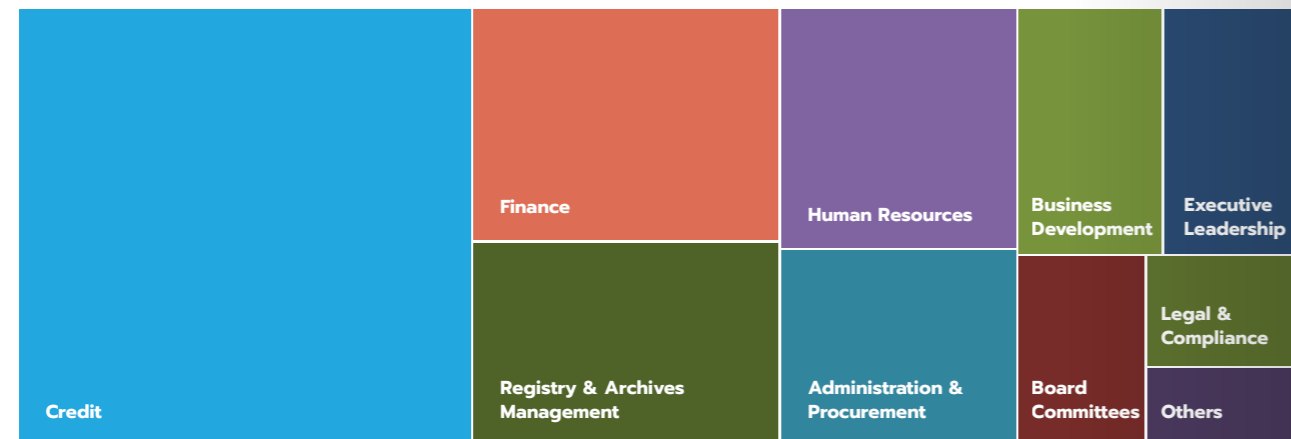 Credit
Finance
Registry & Archives
Management
Human Resources
Administration &
Procurement
Business
Development
Executive
Leadership
Board
Committees
Legal &
Compliance
Others